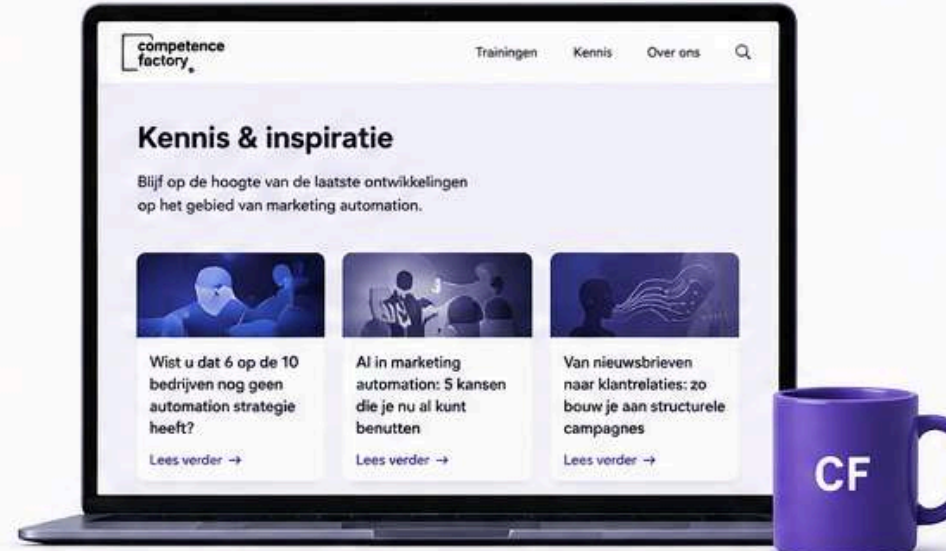 competence
factory
Trainingen
Kennis
Over ons
Kennis & inspiratie
Blijf op de hoogte van de laatste ontwikkelingen
op het gebied van marketing automation.
Wist u dat 6 op de 10
bedrijven nog geen
automation strategie
heeft?
Lees verder →
AI in marketing
automation: 5 kansen
die je nu al kunt
benutten
Lees verder →
Van nieuwsbrieven
naar klantrelaties: zo
bouw je aan structurele
campagnes
Lees verder →
CF